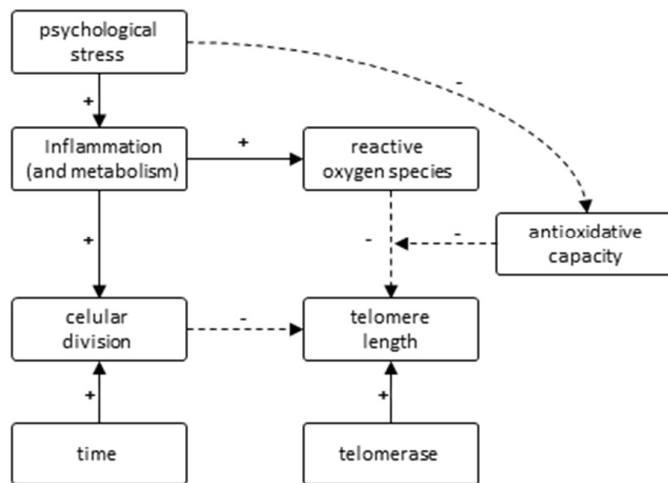 psychological
stress
-
+
Inflammation
(and metabolism)
+
reactive
oxygen species
+
-
-
antioxidative
capacity
celular
division
-
telomere
length
+
+
time
telomerase